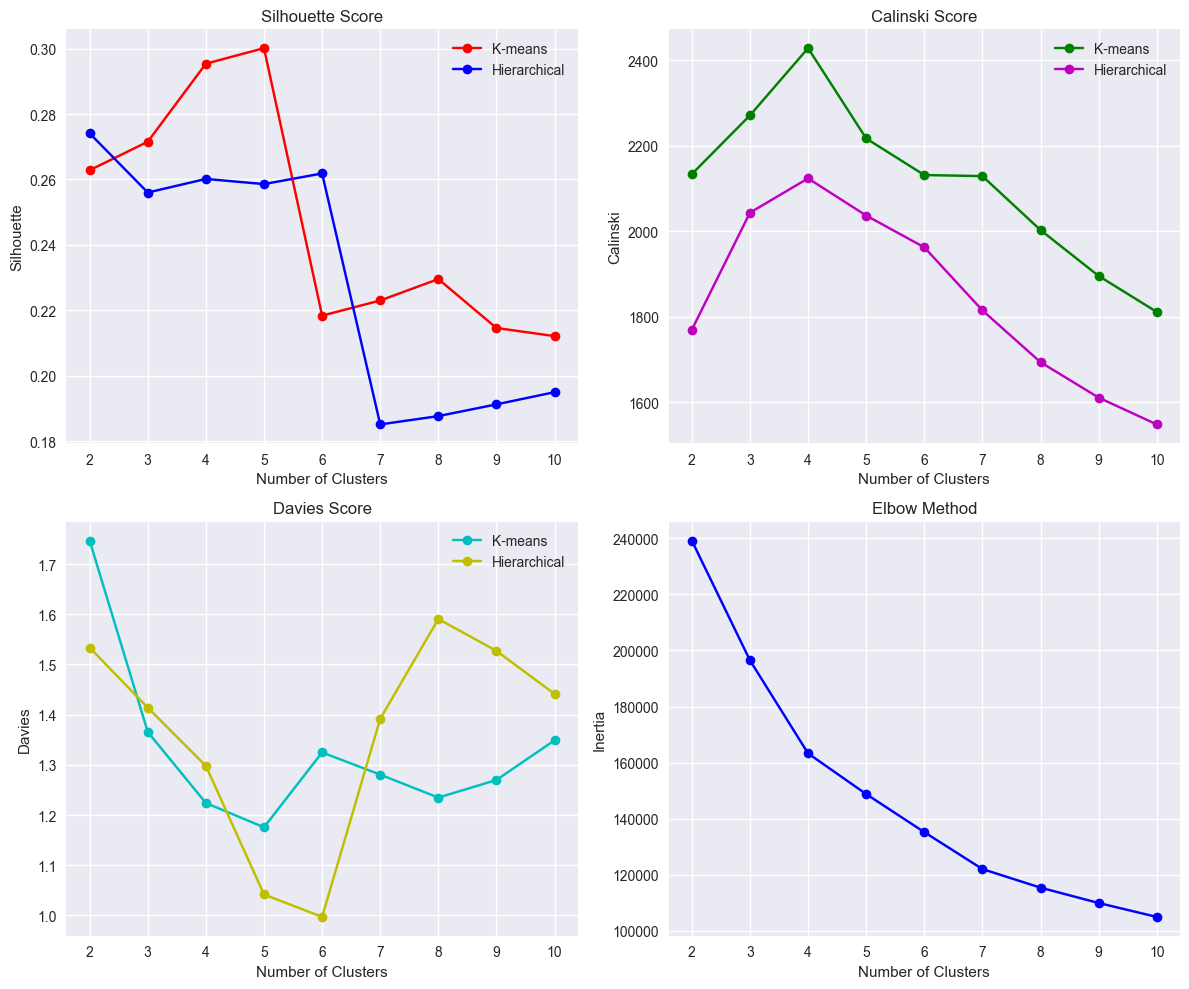 Silhouette Score
K-means
Hierarchical
0.30
0.28
0.26
0.24
0.22
0.20
0.18
Silhouette
2 3 4 5 6 7 8 9 10
Number of Clusters
Calinski Score
K-means
Hierarchical
2400
2200
2000
1800
1600
Calinski
2 3 4 5 6 7 8 9 10
Number of Clusters
Davies Score
K-means
Hierarchical
1.7
1.6
1.5
1.4
1.3
1.2
1.1
1.0
Davies
2 3 4 5 6 7 8 9 10
Number of Clusters
Elbow Method
240000
220000
200000
180000
160000
140000
120000
100000
Inertia
2 3 4 5 6 7 8 9 10
Number of Clusters